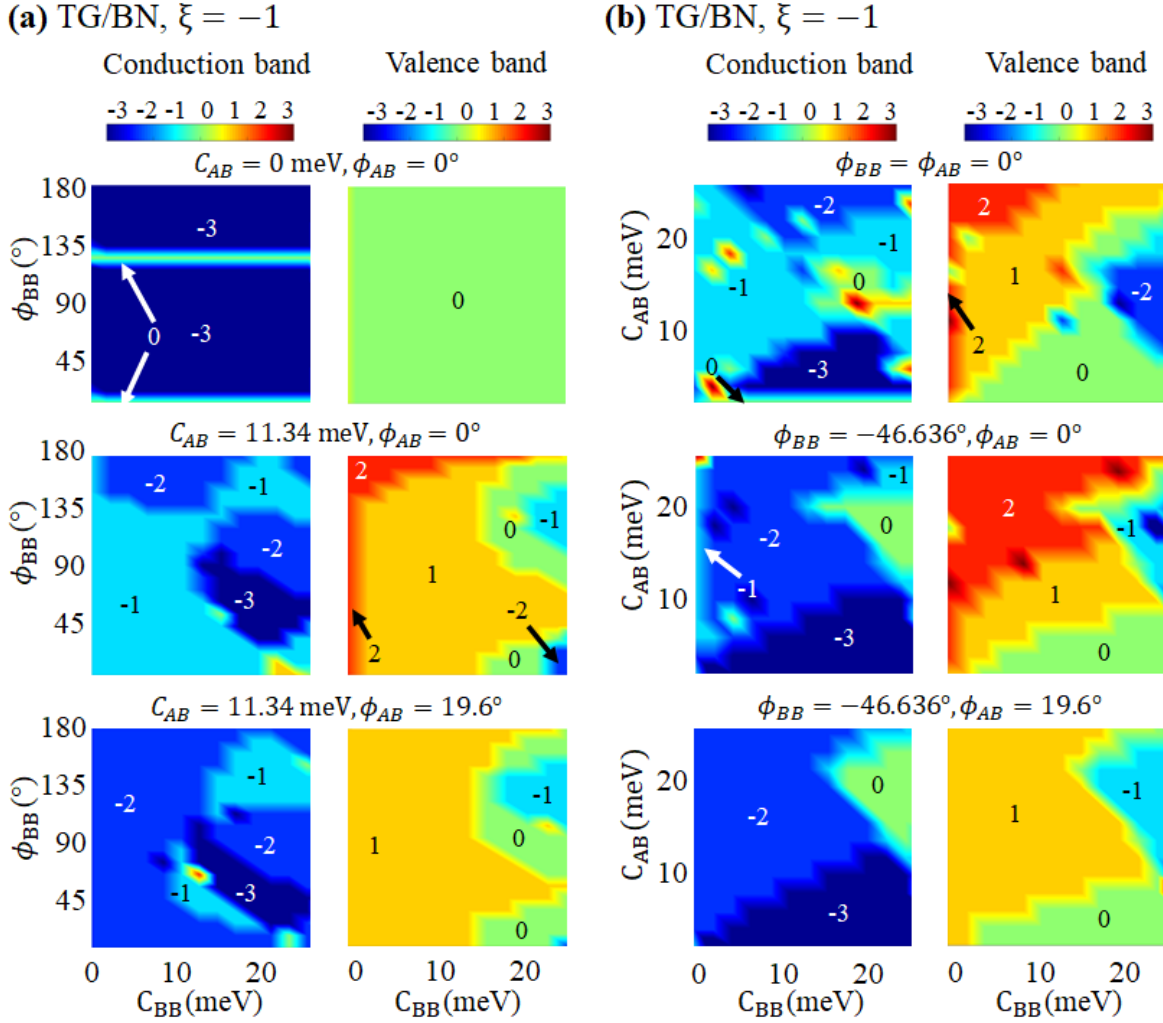 (a) TG/BN, ξ = −1
Conduction band
Valence band
-3 -2 -1 0 1 2 3
-3 -2 -1 0 1 2 3
C_AB = 0 meV, ϕ_AB = 0°
180
135
90
45
ϕ_BB(°)
-3
-3
0
0
C_AB = 11.34 meV, ϕ_AB = 0°
180
135
90
45
ϕ_BB(°)
-2
-1
-2
-1
-3
2
0
-1
1
-2
2
0
C_AB = 11.34 meV, ϕ_AB = 19.6°
180
135
90
45
ϕ_BB(°)
-1
-2
-2
-1
-3
-1
1
0
0
0 10 20
C_BB(meV)
0 10 20
C_BB(meV)
(b) TG/BN, ξ = −1
Conduction band
Valence band
-3 -2 -1 0 1 2 3
-3 -2 -1 0 1 2 3
ϕ_BB = ϕ_AB = 0°
20
10
C_AB(meV)
-2
-1
-1
0
0
-3
2
1
-2
2
0
ϕ_BB = −46.636°, ϕ_AB = 0°
20
10
C_AB(meV)
-1
-2
0
-1
-3
2
-1
1
0
ϕ_BB = −46.636°, ϕ_AB = 19.6°
20
10
C_AB(meV)
0
-2
-3
1
-1
0
0 10 20
C_BB(meV)
0 10 20
C_BB(meV)